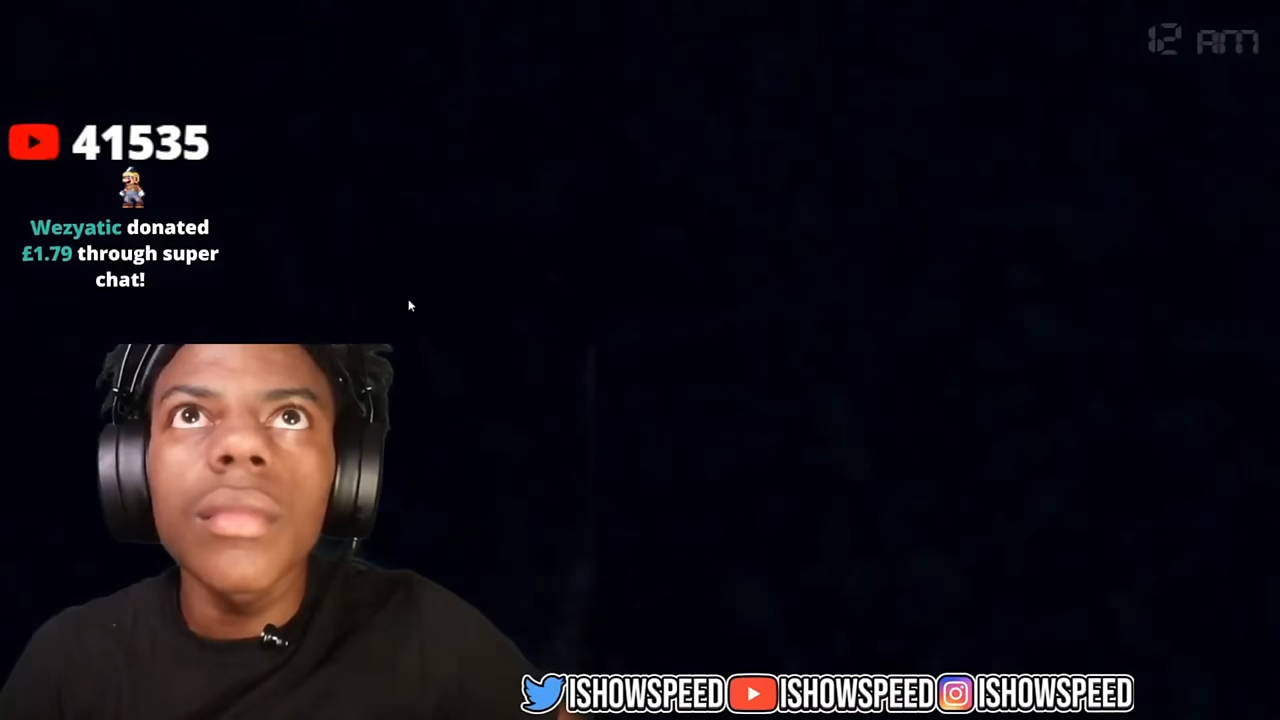 12 AM
41535
Wezyatic donated
£1.79 through super
chat!
ISHOWSPEED ISHOWSPEED ISHOWSPEED